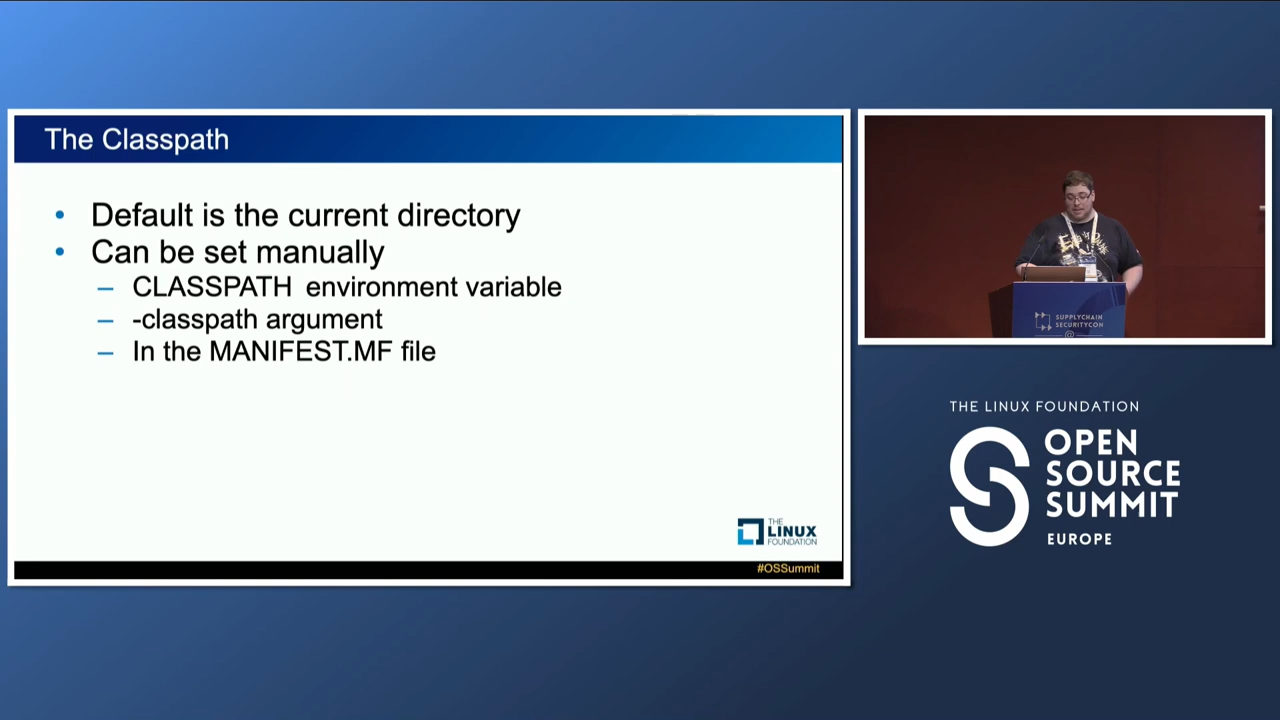 The Classpath
• Default is the current directory
• Can be set manually
– CLASSPATH environment variable
– -classpath argument
– In the MANIFEST.MF file
THE
LINUX
FOUNDATION
#OSSummit
SUPPLYCHAIN
SECURITYCON
@
THE LINUX FOUNDATION
OPEN
SOURCE
SUMMIT
EUROPE